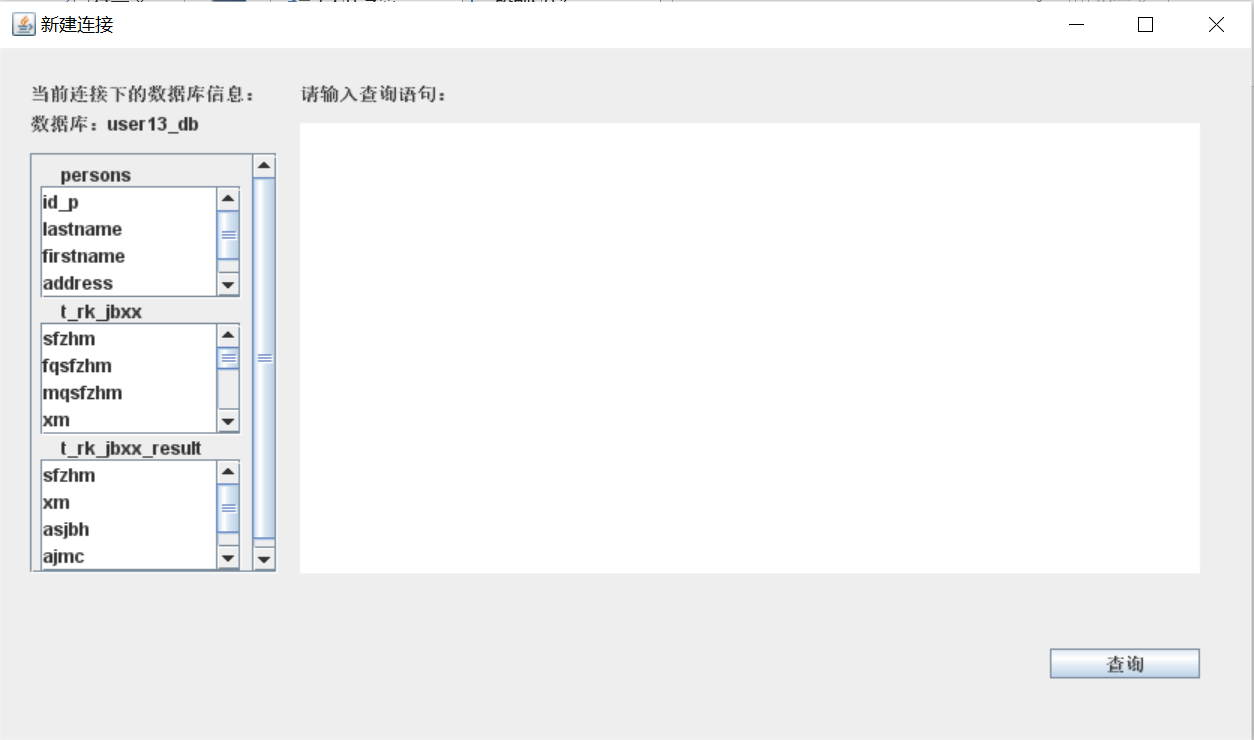 新建连接
当前连接下的数据库信息：
请输入查询语句：
数据库：user13_db
persons
id_p
lastname
firstname
address
t_rk_jbxx
sfzhm
fqsfzhm
mqsfzhm
xm
t_rk_jbxx_result
sfzhm
xm
asjbh
ajmc
查询